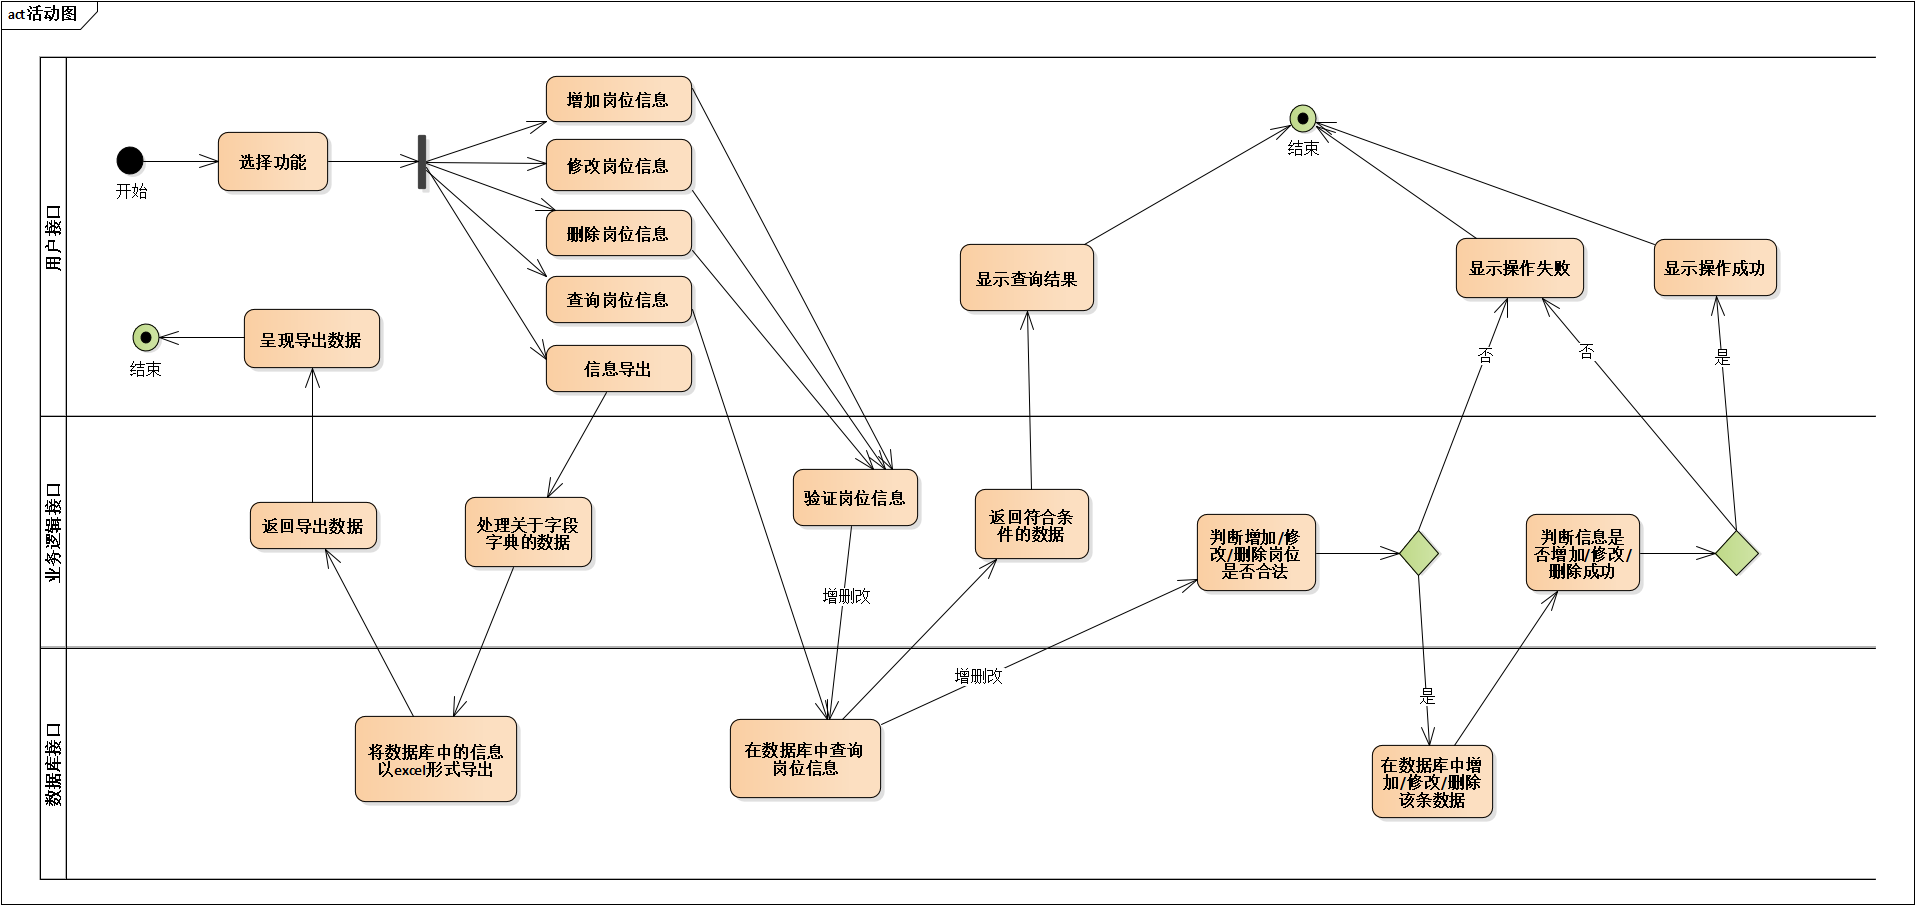 act活动图
用户接口
开始
选择功能
增加岗位信息
修改岗位信息
删除岗位信息
查询岗位信息
信息导出
结束
呈现导出数据
结束
显示查询结果
显示操作失败
显示操作成功
否
否
是
业务逻辑接口
返回导出数据
处理关于字段
字典的数据
验证岗位信息
返回符合条
件的数据
判断增加/修
改/删除岗位
是否合法
判断信息是
否增加/修改/
删除成功
增删改
增删改
是
数据库接口
将数据库中的信息
以excel形式导出
在数据库中查询
岗位信息
在数据库中增
加/修改/删除
该条数据